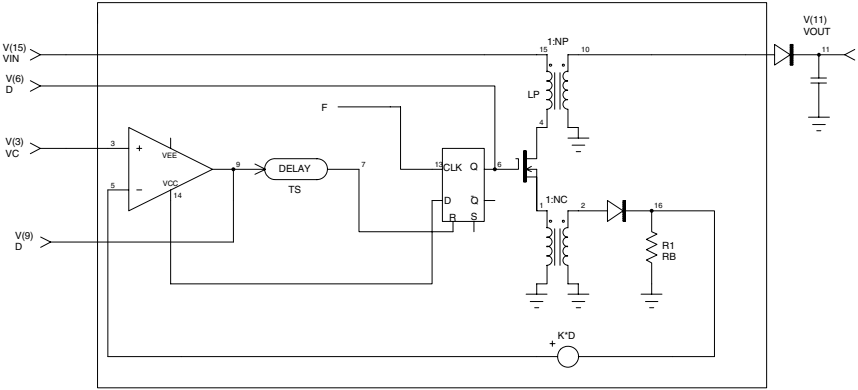 V(11)
VOUT
1:NP
V(15)
VIN
15
10
11
V(6)
D
LP
F
4
V(3)
VC
3
+
VEE
9
DELAY
7
13
CLK
Q
6
TS
5
−
VCC
14
D
Q̅
1:NC
1
2
16
R
S
V(9)
D
R1
RB
K*D
+